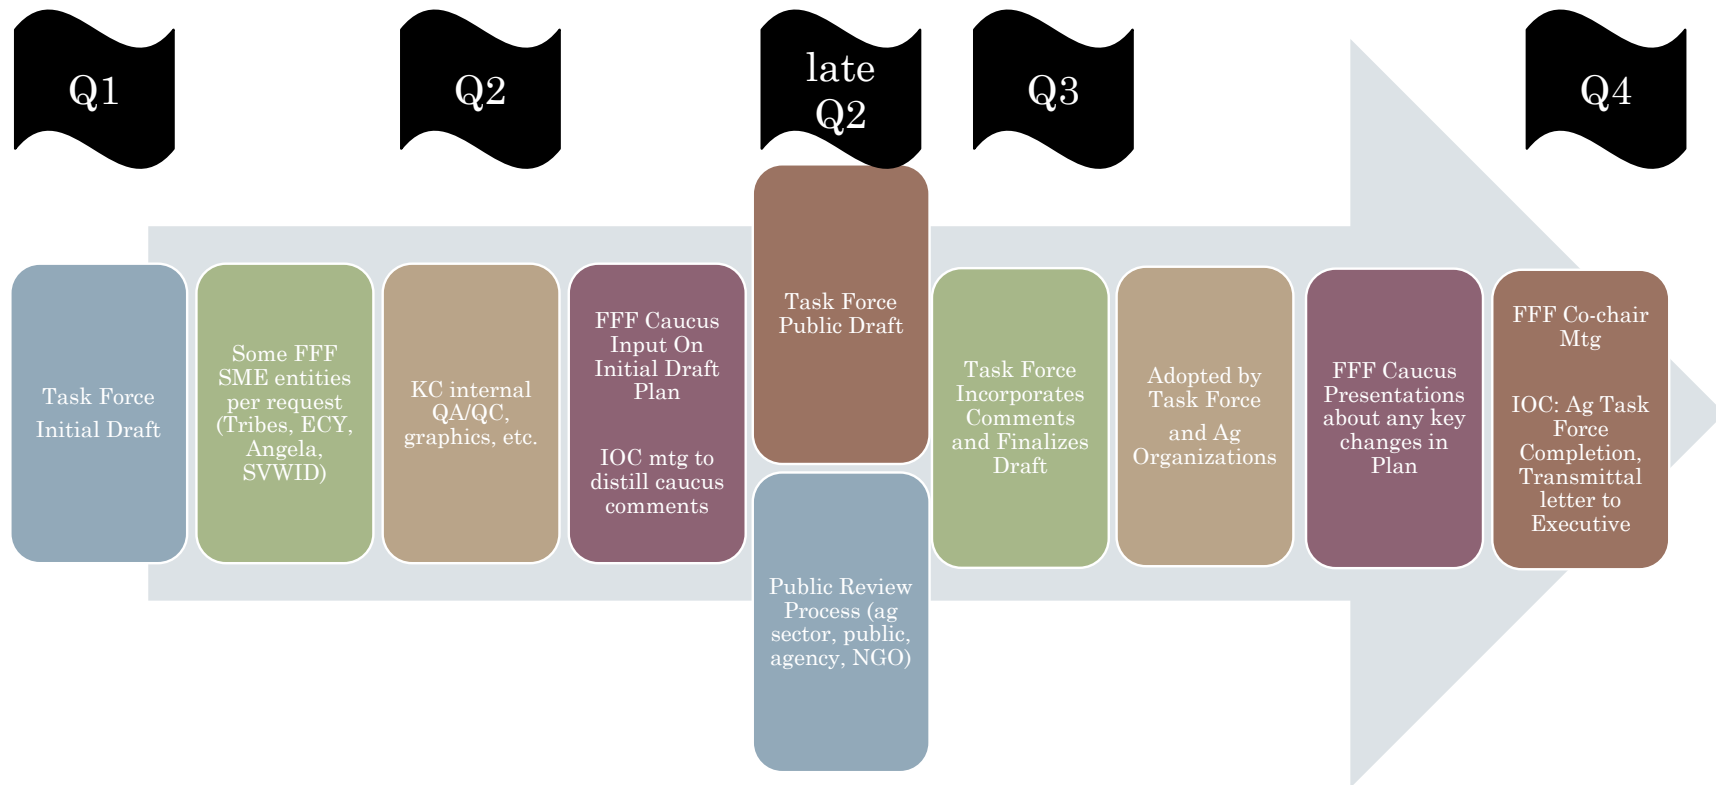 Q1
Q2
late
Q2
Q3
Q4
Task Force
Initial Draft
Some FFF
SME entities
per request
(Tribes, ECY,
Angela,
SVWID)
KC internal
QA/QC,
graphics, etc.
FFF Caucus
Input On
Initial Draft
Plan
IOC mtg to
distill caucus
comments
Task Force
Public Draft
Public Review
Process (ag
sector, public,
agency, NGO)
Task Force
Incorporates
Comments
and Finalizes
Draft
Adopted by
Task Force
and Ag
Organizations
FFF Caucus
Presentations
about any key
changes in
Plan
FFF Co-chair
Mtg
IOC: Ag Task
Force
Completion,
Transmittal
letter to
Executive